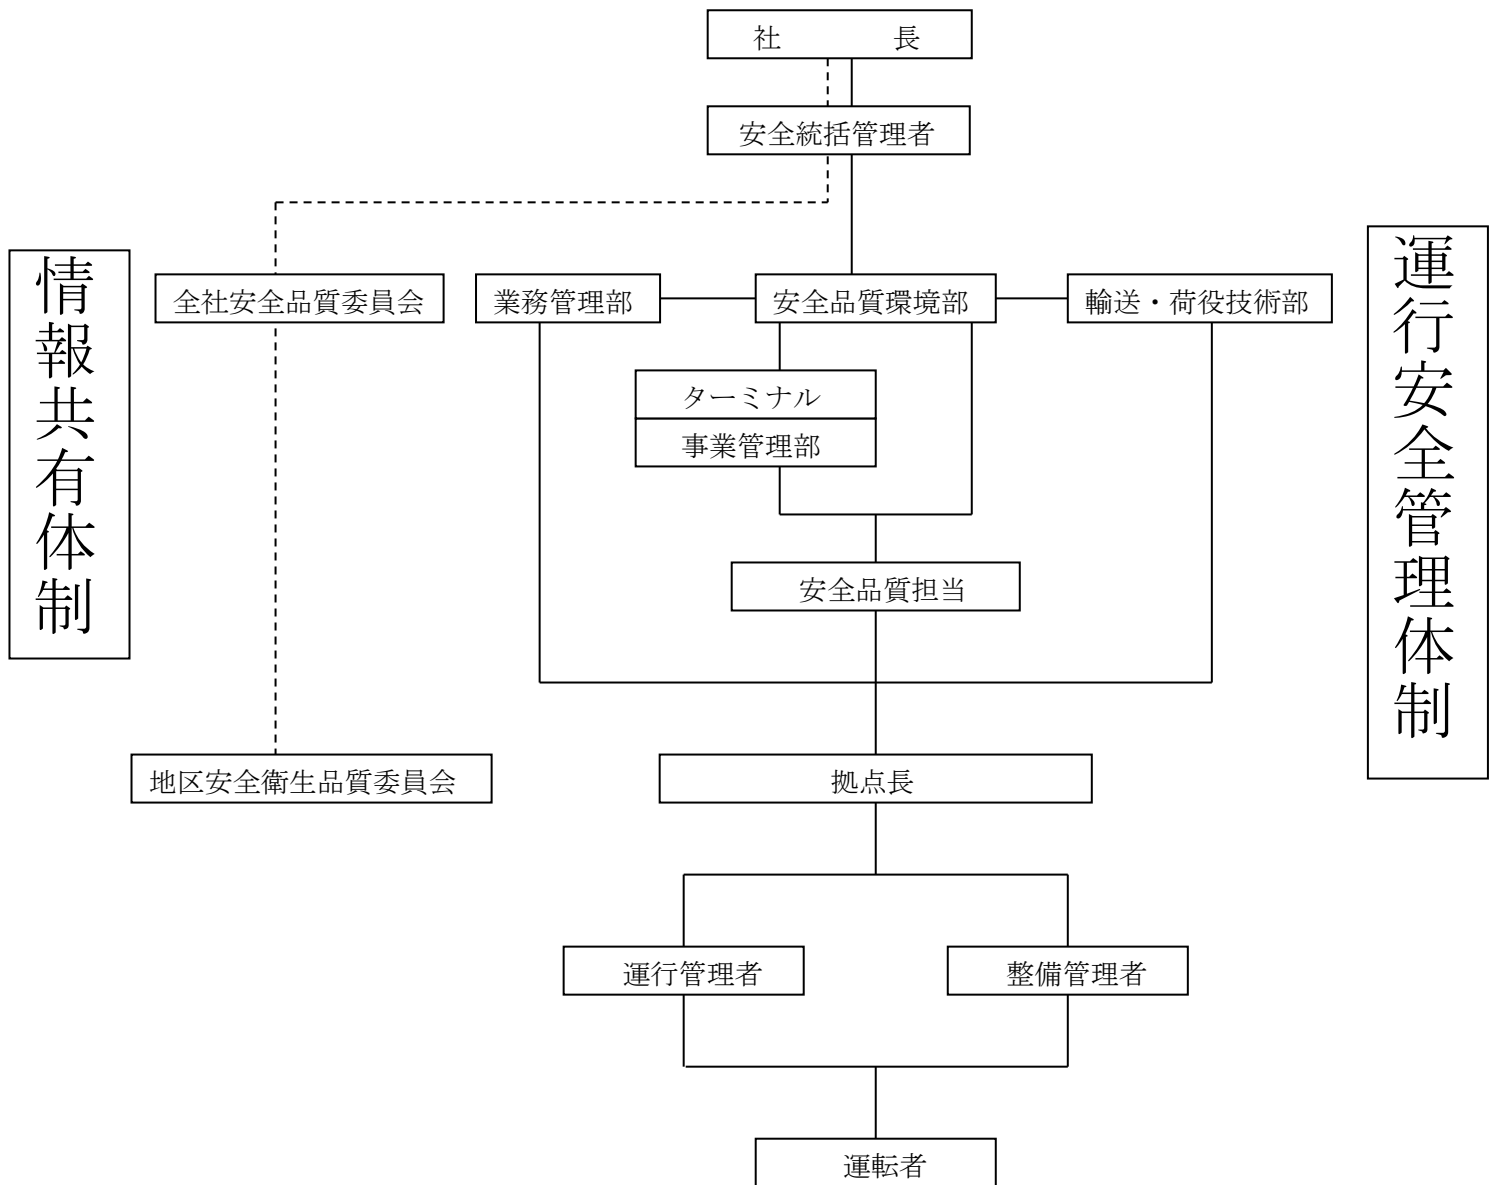 社 長
安全統括管理者
情報共有体制
全社安全品質委員会
業務管理部
安全品質環境部
輸送・荷役技術部
運行安全管理体制
ターミナル
事業管理部
安全品質担当
地区安全衛生品質委員会
拠点長
運行管理者
整備管理者
運転者